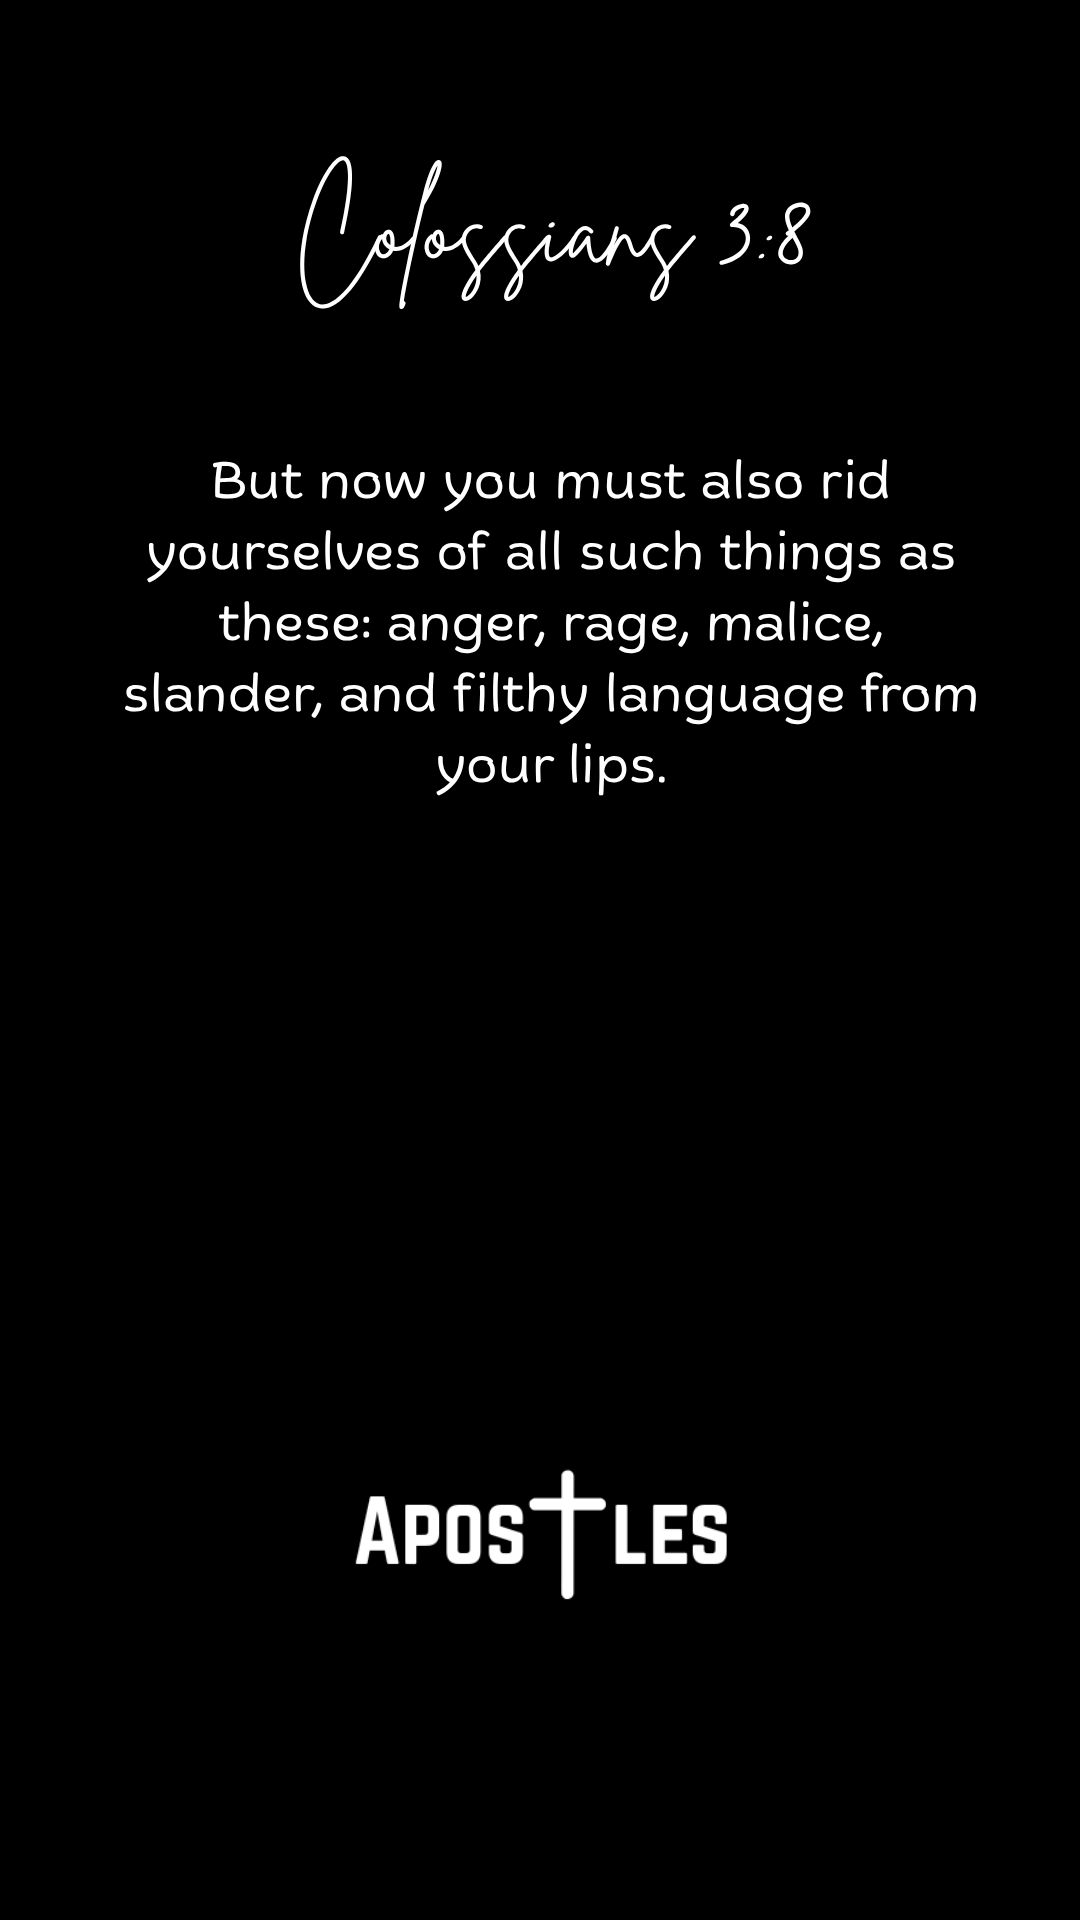 Colossians 3:8
But now you must also rid
yourselves of all such things as
these: anger, rage, malice,
slander, and filthy language from
your lips.
Apostles